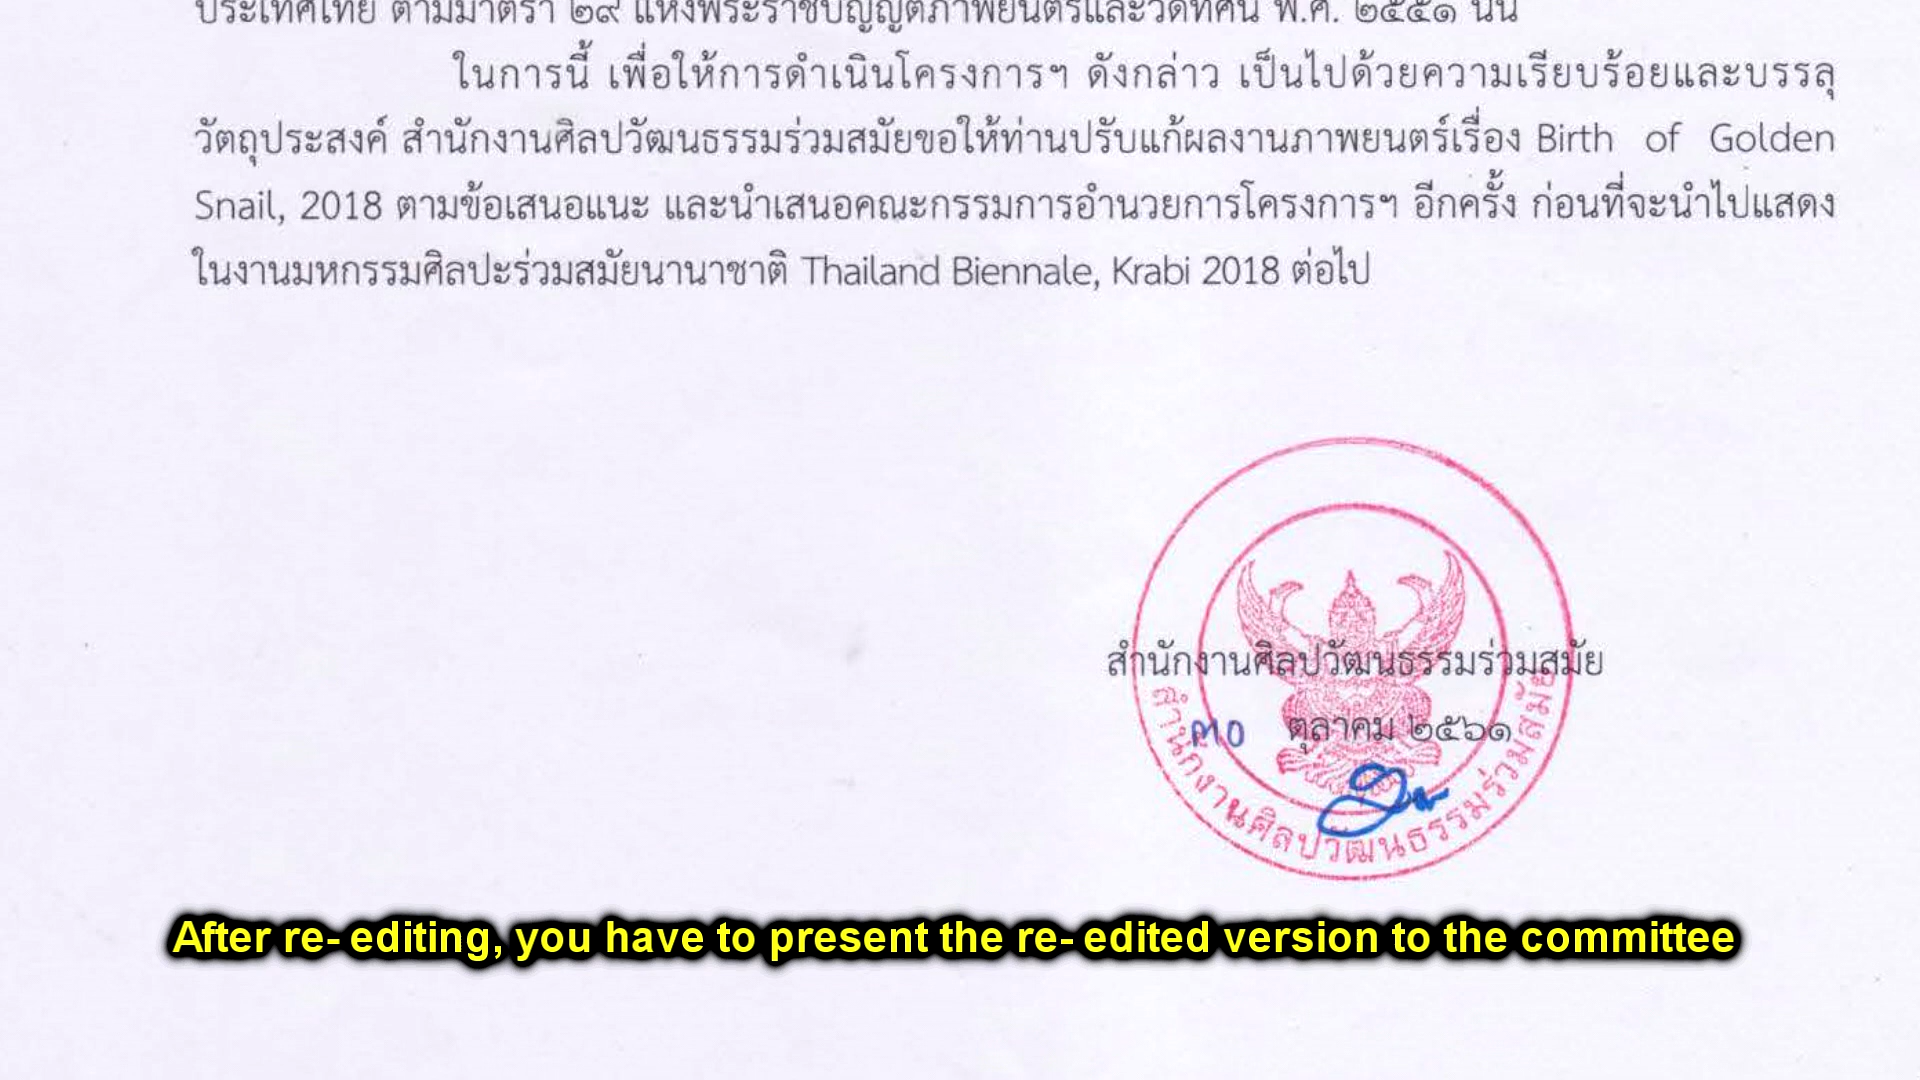 ประเทศไทย ตามมาตรา ๒๙ แห่งพระราชบัญญัติภาพยนตร์และวีดิทัศน์ พ.ศ. ๒๕๕๑ นั้น
ในการนี้ เพื่อให้การดำเนินโครงการฯ ดังกล่าว เป็นไปด้วยความเรียบร้อยและบรรลุ
วัตถุประสงค์ สำนักงานศิลปวัฒนธรรมร่วมสมัยขอให้ท่านปรับแก้ผลงานภาพยนตร์เรื่อง Birth of Golden
Snail, 2018 ตามข้อเสนอแนะ และนำเสนอคณะกรรมการอำนวยการโครงการฯ อีกครั้ง ก่อนที่จะนำไปแสดง
ในงานมหกรรมศิลปะร่วมสมัยนานาชาติ Thailand Biennale, Krabi 2018 ต่อไป
สำนักงานศิลปวัฒนธรรมร่วมสมัย
๓๐ ตุลาคม ๒๕๖๑
สำนักงานศิลปวัฒนธรรมร่วมสมัย
After re- editing, you have to present the re- edited version to the committee